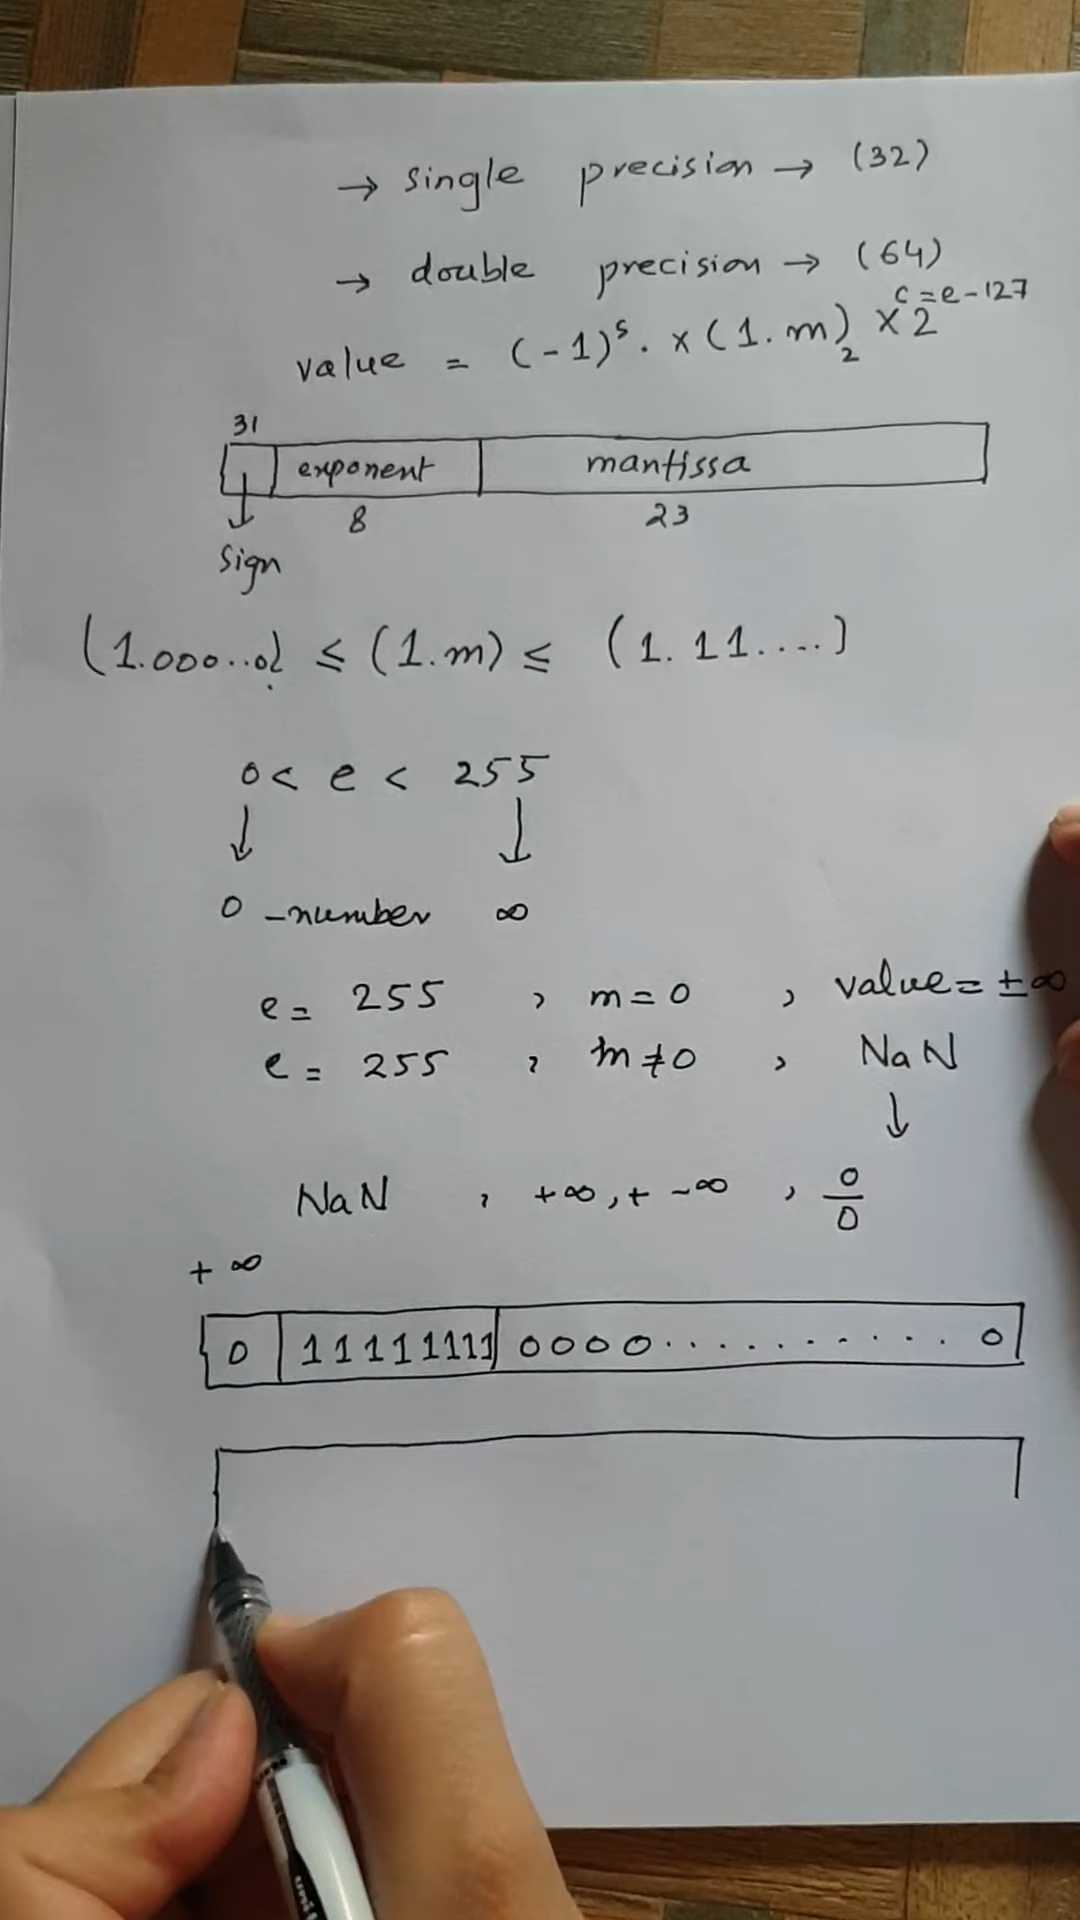 → single precision → (32)
→ double precision → (64)
value = (-1)^s . × (1.m)₂ × 2^c=e-127
31
exponent mantissa
8 23
Sign
(1.000..0) ≤ (1.m) ≤ (1.11....)
0 < e < 255
↓ ↓
0 -number ∞
e = 255 , m = 0 , value = ±∞
e = 255 , m ≠ 0 , NaN
↓
NaN , +∞, + -∞ , 0/0
+ ∞
0 11111111 0000.......... 0
uni